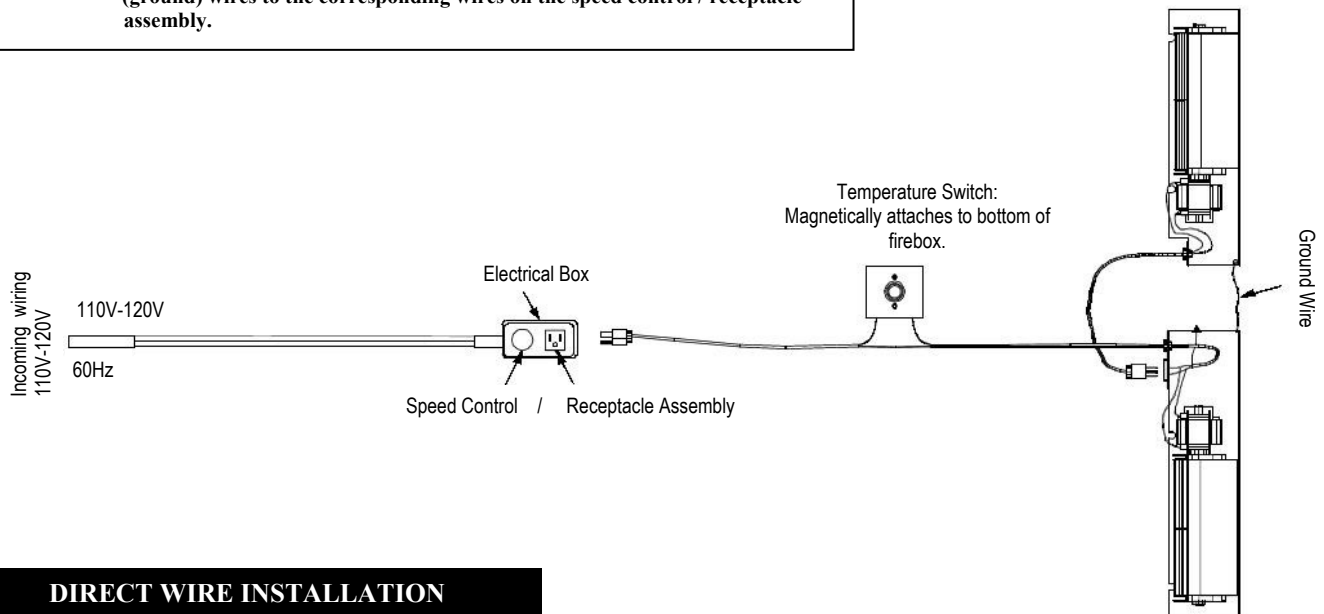 (ground) wires to the corresponding wires on the speed control / receptacle
assembly.
Temperature Switch:
Magnetically attaches to bottom of
firebox.
Ground Wire
Electrical Box
Incoming wiring
110V-120V
110V-120V
60Hz
Speed Control / Receptacle Assembly
DIRECT WIRE INSTALLATION